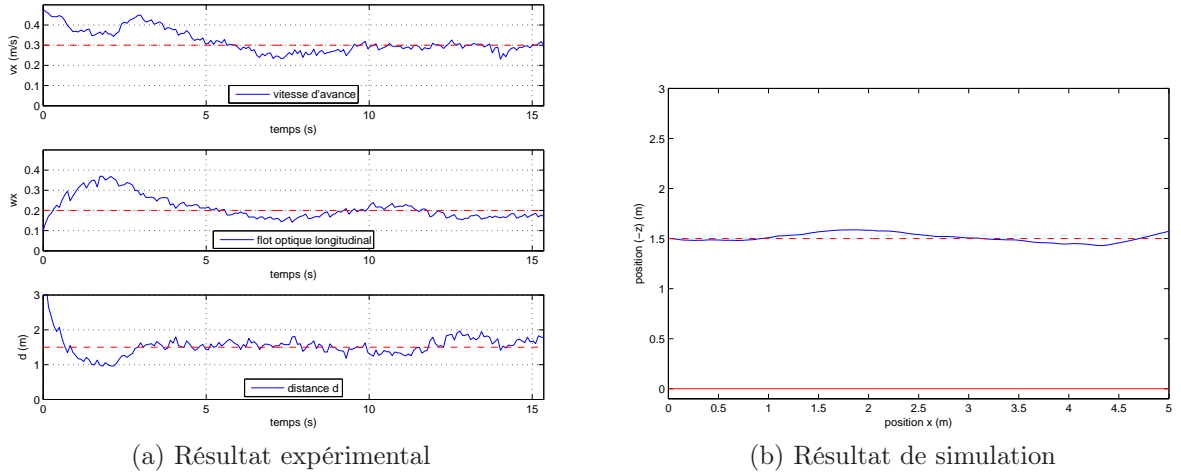 0.4
0.3
0.2
0.1
0
vx (m/s)
vitesse d'avance
0 5 10 15
temps (s)
0.4
0.3
0.2
0.1
0
wx
flot optique longitudinal
0 5 10 15
temps (s)
3
2
1
0
d (m)
distance d
0 5 10 15
temps (s)
(a) Résultat expérimental
3
2.5
2
1.5
1
0.5
0
position (−z) (m)
0 0.5 1 1.5 2 2.5 3 3.5 4 4.5 5
position x (m)
(b) Résultat de simulation